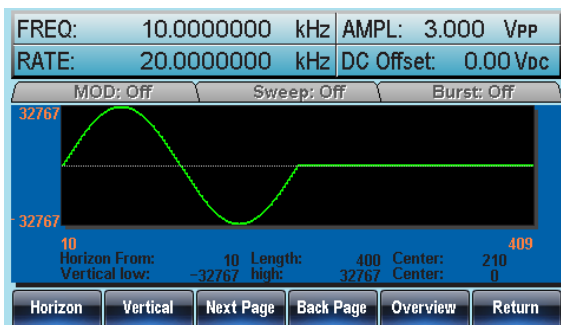 FREQ: 10.0000000 kHz AMPL: 3.000 VPP
RATE: 20.0000000 kHz DC Offset: 0.00 VDC
MOD: Off Sweep: Off Burst: Off
32767
-32767
10 409
Horizon From: 10 Length: 400 Center: 210
Vertical low: -32767 high: 32767 Center: 0
Horizon Vertical Next Page Back Page Overview Return